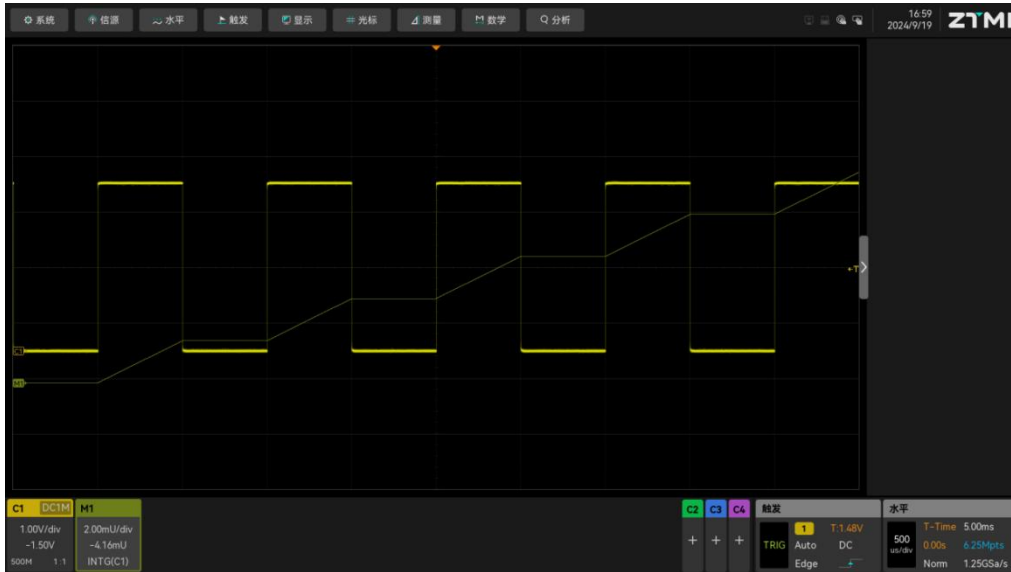 系统 信源 水平 触发 显示 光标 测量 数学 分析
16:59
2024/9/19
T
C1
M1
C1 DC1M
1.00V/div
-1.50V
500M 1:1
M1
2.00mU/div
-4.16mU
INTG(C1)
C2 C3 C4
+ + +
触发
1 T:1.48V
TRIG Auto DC
Edge
水平
500 us/div
T-Time 5.00ms
0.00s 6.25Mpts
Norm 1.25GSa/s